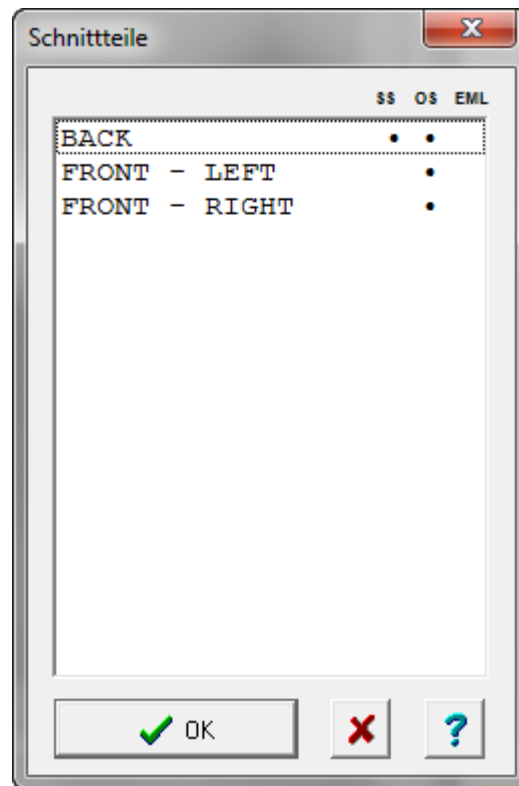 Schnittteile
SS OS EML
BACK • •
FRONT - LEFT •
FRONT - RIGHT •
OK
?